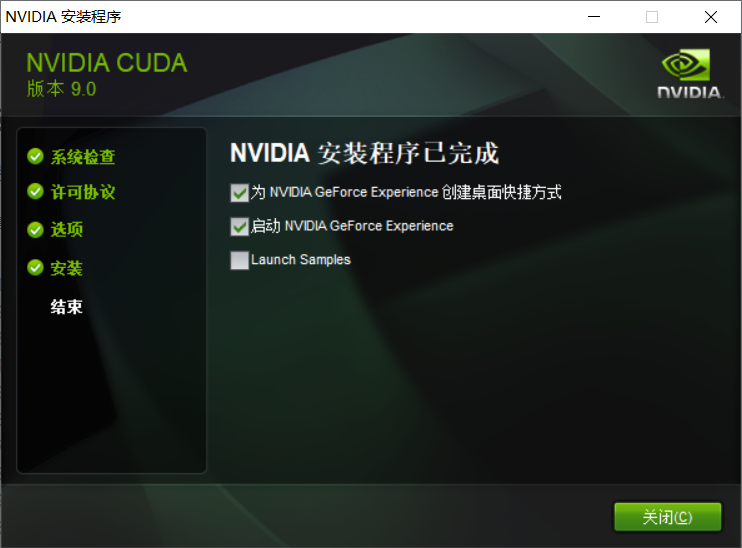 NVIDIA 安装程序
NVIDIA CUDA
版本 9.0
NVIDIA.
系统检查
许可协议
选项
安装
结束
NVIDIA 安装程序已完成
为 NVIDIA GeForce Experience 创建桌面快捷方式
启动 NVIDIA GeForce Experience
Launch Samples
关闭(C)